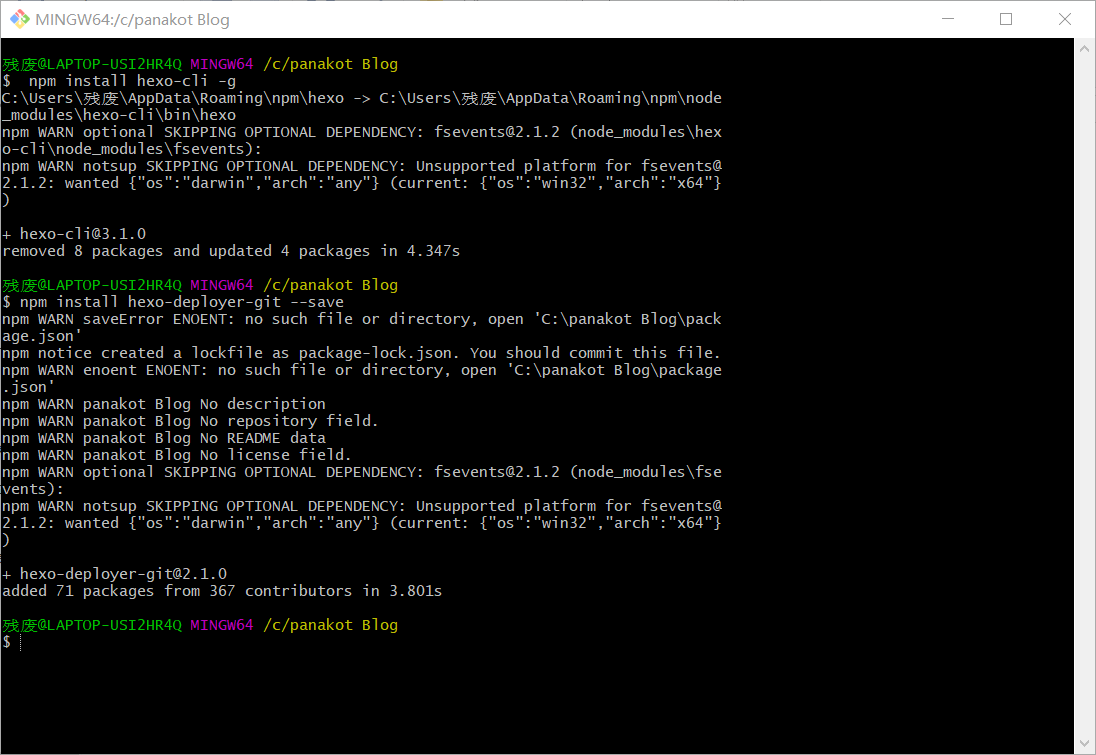 MINGW64:/c/panakot Blog
残废@LAPTOP-USI2HR4Q MINGW64 /c/panakot Blog
$  npm install hexo-cli -g
C:\Users\残废\AppData\Roaming\npm\hexo -> C:\Users\残废\AppData\Roaming\npm\node
_modules\hexo-cli\bin\hexo
npm WARN optional SKIPPING OPTIONAL DEPENDENCY: fsevents@2.1.2 (node_modules\hex
o-cli\node_modules\fsevents):
npm WARN notsup SKIPPING OPTIONAL DEPENDENCY: Unsupported platform for fsevents@
2.1.2: wanted {"os":"darwin","arch":"any"} (current: {"os":"win32","arch":"x64"}
)
+ hexo-cli@3.1.0
removed 8 packages and updated 4 packages in 4.347s
残废@LAPTOP-USI2HR4Q MINGW64 /c/panakot Blog
$ npm install hexo-deployer-git --save
npm WARN saveError ENOENT: no such file or directory, open 'C:\panakot Blog\pack
age.json'
npm notice created a lockfile as package-lock.json. You should commit this file.
npm WARN enoent ENOENT: no such file or directory, open 'C:\panakot Blog\package
.json'
npm WARN panakot Blog No description
npm WARN panakot Blog No repository field.
npm WARN panakot Blog No README data
npm WARN panakot Blog No license field.
npm WARN optional SKIPPING OPTIONAL DEPENDENCY: fsevents@2.1.2 (node_modules\fse
vents):
npm WARN notsup SKIPPING OPTIONAL DEPENDENCY: Unsupported platform for fsevents@
2.1.2: wanted {"os":"darwin","arch":"any"} (current: {"os":"win32","arch":"x64"}
)
+ hexo-deployer-git@2.1.0
added 71 packages from 367 contributors in 3.801s
残废@LAPTOP-USI2HR4Q MINGW64 /c/panakot Blog
$